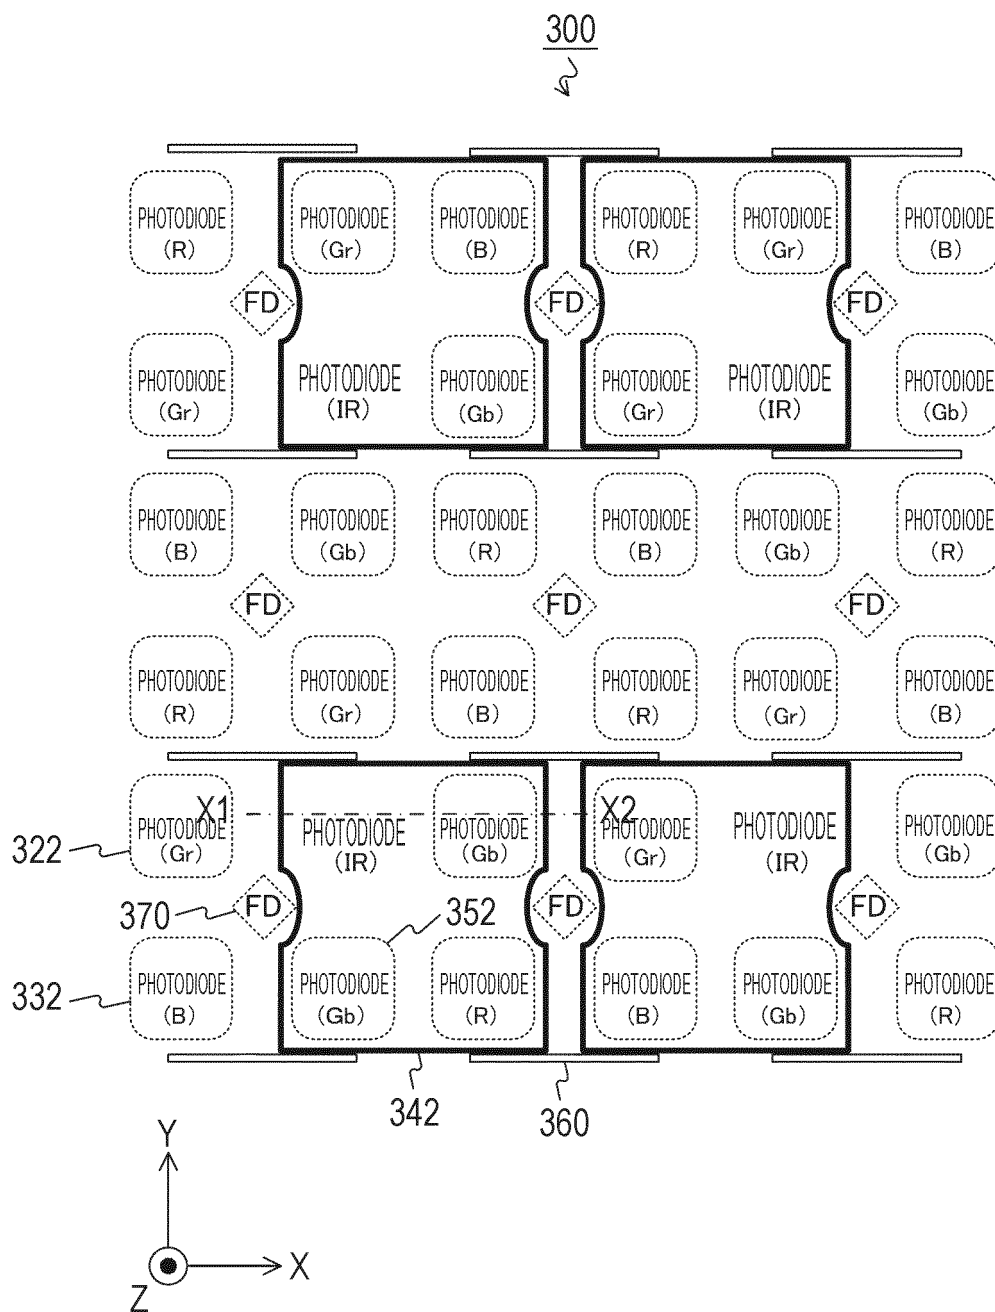 300
PHOTODIODE PHOTODIODE PHOTODIODE PHOTODIODE PHOTODIODE PHOTODIODE
(R) (Gr) (B) (R) (Gr) (B)
FD FD FD
PHOTODIODE PHOTODIODE PHOTODIODE PHOTODIODE PHOTODIODE PHOTODIODE
(Gr) (IR) (Gb) (Gr) (IR) (Gb)
PHOTODIODE PHOTODIODE PHOTODIODE PHOTODIODE PHOTODIODE PHOTODIODE
(B) (Gb) (R) (B) (Gb) (R)
FD FD FD
PHOTODIODE PHOTODIODE PHOTODIODE PHOTODIODE PHOTODIODE PHOTODIODE
(R) (Gr) (B) (R) (Gr) (B)
X1 X2
322 PHOTODIODE PHOTODIODE PHOTODIODE PHOTODIODE PHOTODIODE PHOTODIODE
(Gr) (IR) (Gb) (Gr) (IR) (Gb)
370 FD 352 FD FD
332 PHOTODIODE PHOTODIODE PHOTODIODE PHOTODIODE PHOTODIODE PHOTODIODE
(B) (Gb) (R) (B) (Gb) (R)
342 360
Y
X
Z